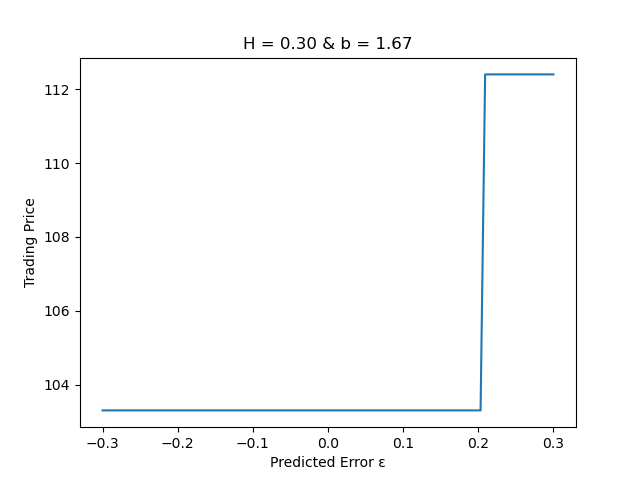 H = 0.30 & b = 1.67
112
110
108
106
104
Trading Price
−0.3 −0.2 −0.1 0.0 0.1 0.2 0.3
Predicted Error ε